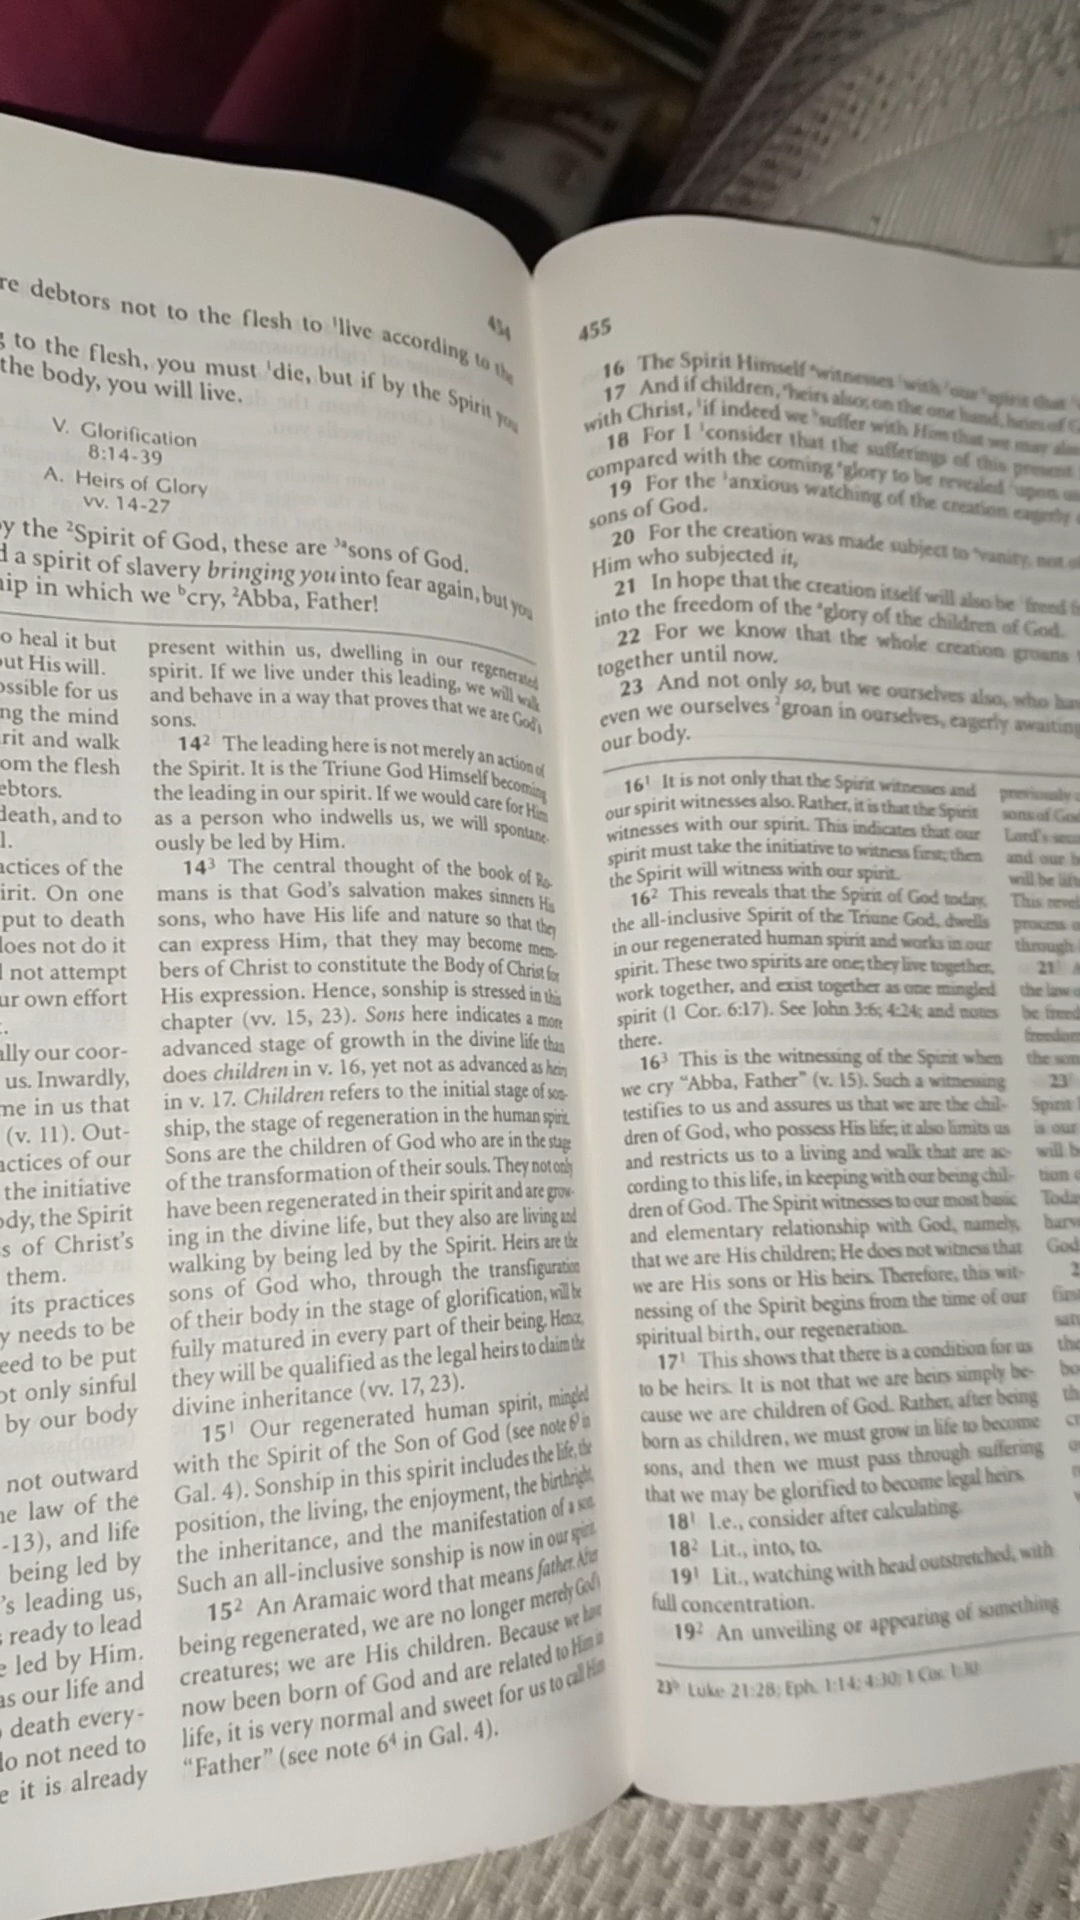 454
re debtors not to the flesh to ¹live according to the
to the flesh, you must ¹die, but if by the Spirit you
the body, you will live.
V. Glorification
8:14-39
A. Heirs of Glory
vv. 14-27
by the ²Spirit of God, these are ³ᵃsons of God.
d a spirit of slavery bringing you into fear again, but you
hip in which we ᵇcry, ²Abba, Father!
o heal it but
out His will.
ossible for us
ng the mind
rit and walk
om the flesh
ebtors.
death, and to
l.
actices of the
irit. On one
put to death
does not do it
l not attempt
ur own effort
ally our coor-
us. Inwardly,
me in us that
(v. 11). Out-
actices of our
the initiative
ody, the Spirit
s of Christ's
them.
its practices
y needs to be
eed to be put
ot only sinful
by our body
not outward
he law of the
-13), and life
being led by
's leading us,
ready to lead
e led by Him.
as our life and
death every-
do not need to
e it is already
present within us, dwelling in our regenerated
spirit. If we live under this leading, we will walk
and behave in a way that proves that we are God's
sons.
14² The leading here is not merely an action of
the Spirit. It is the Triune God Himself becoming
the leading in our spirit. If we would care for Him
as a person who indwells us, we will spontane-
ously be led by Him.
14³ The central thought of the book of Ro-
mans is that God's salvation makes sinners His
sons, who have His life and nature so that they
can express Him, that they may become mem-
bers of Christ to constitute the Body of Christ for
His expression. Hence, sonship is stressed in this
chapter (vv. 15, 23). Sons here indicates a more
advanced stage of growth in the divine life than
does children in v. 16, yet not as advanced as heirs
in v. 17. Children refers to the initial stage of son-
ship, the stage of regeneration in the human spirit.
Sons are the children of God who are in the stage
of the transformation of their souls. They not only
have been regenerated in their spirit and are grow-
ing in the divine life, but they also are living and
walking by being led by the Spirit. Heirs are the
sons of God who, through the transfiguration
of their body in the stage of glorification, will be
fully matured in every part of their being. Hence,
they will be qualified as the legal heirs to claim the
divine inheritance (vv. 17, 23).
15¹ Our regenerated human spirit, mingled
with the Spirit of the Son of God (see note 6¹ in
Gal. 4). Sonship in this spirit includes the life, the
position, the living, the enjoyment, the birthright,
the inheritance, and the manifestation of a son.
Such an all-inclusive sonship is now in our spirit.
15² An Aramaic word that means father. After
being regenerated, we are no longer merely God's
creatures; we are His children. Because we have
now been born of God and are related to Him in
life, it is very normal and sweet for us to call Him
“Father” (see note 6⁴ in Gal. 4).
455
16 The Spirit Himself witnesses ¹with ²our spirit that
17 And if children, heirs also; on the one hand, heirs of G
with Christ, ¹if indeed we suffer with Him that we may also
18 For I ¹consider that the sufferings of this present
compared with the coming glory to be revealed upon us
19 For the ¹anxious watching of the creation eagerly
sons of God.
20 For the creation was made subject to vanity, not of
Him who subjected it,
21 In hope that the creation itself will also be freed
into the freedom of the glory of the children of God.
22 For we know that the whole creation groans
together until now.
23 And not only so, but we ourselves also, who have
even we ourselves ²groan in ourselves, eagerly awaiting
our body.
16¹ It is not only that the Spirit witnesses and
our spirit witnesses also. Rather, it is that the Spirit
witnesses with our spirit. This indicates that our
spirit must take the initiative to witness first; then
the Spirit will witness with our spirit.
16² This reveals that the Spirit of God today,
the all-inclusive Spirit of the Triune God, dwells
in our regenerated human spirit and works in our
spirit. These two spirits are one; they live together,
work together, and exist together as one mingled
spirit (1 Cor. 6:17). See John 3:6; 4:24; and notes
there.
16³ This is the witnessing of the Spirit when
we cry “Abba, Father” (v. 15). Such a witnessing
testifies to us and assures us that we are the chil-
dren of God, who possess His life; it also limits us
and restricts us to a living and walk that are ac-
cording to this life, in keeping with our being chil-
dren of God. The Spirit witnesses to our most basic
and elementary relationship with God, namely,
that we are His children; He does not witness that
we are His sons or His heirs. Therefore, this wit-
nessing of the Spirit begins from the time of our
spiritual birth, our regeneration.
17¹ This shows that there is a condition for us
to be heirs. It is not that we are heirs simply be-
cause we are children of God. Rather, after being
born as children, we must grow in life to become
sons, and then we must pass through suffering
that we may be glorified to become legal heirs.
18¹ I.e., consider after calculating.
18² Lit., into, to.
19¹ Lit., watching with head outstretched, with
full concentration.
19² An unveiling or appearing of something
previously
sons of God
Lord's
and our
will be
This
process
through
21
the law
be freed
freedom
the
23
Spirit
is our
will
tion
God
23ᵇ Luke 21:28; Eph. 1:14; 4:30; 1 Cor. 1:30